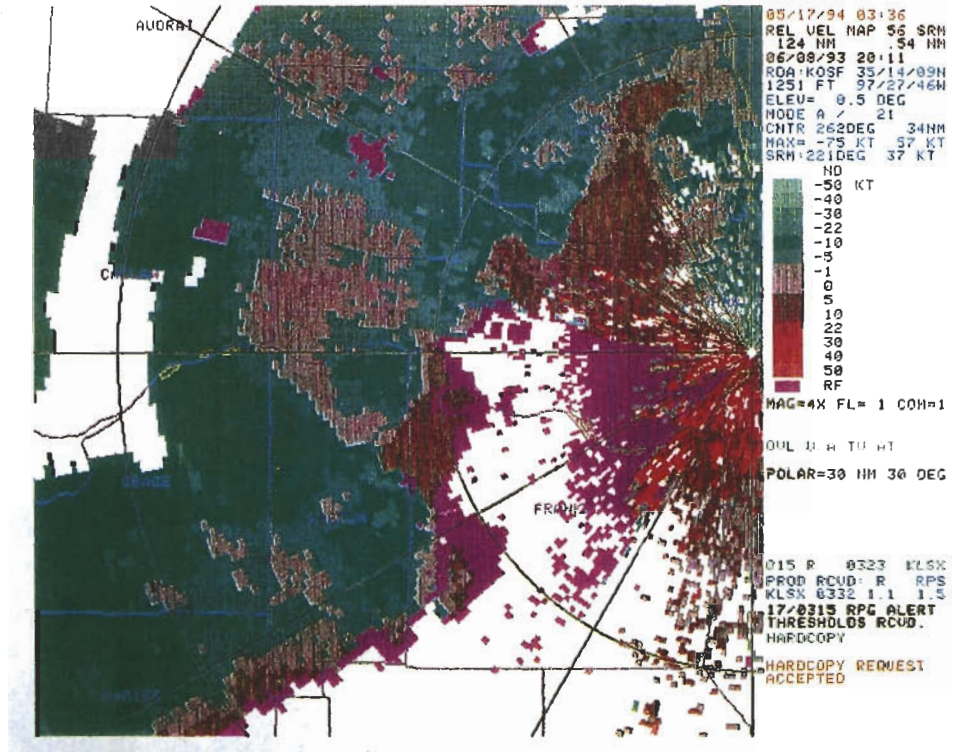 05/17/94 03:36
REL VEL MAP 56 SRM
124 NM .54 NM
06/08/93 20:11
RDA:KOSF 35/14/09N
1251 FT 97/27/46W
ELEV= 0.5 DEG
MODE A / 21
CNTR 262DEG 34NM
MAX= -75 KT 57 KT
SRM:221DEG 37 KT
ND
-50 KT
-40
-30
-22
-10
-5
-1
0
5
10
22
30
40
50
RF
MAG=4X FL= 1 COM=1
POLAR=30 NM 30 DEG
015 R 0323 KLSX
PROD RCVD: R RPS
KLSX 0332 1.1 1.5
17/0315 RPG ALERT
THRESHOLDS RCVD.
HARDCOPY
HARDCOPY REQUEST
ACCEPTED